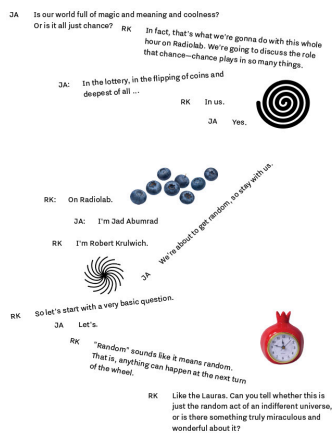 JA Is our world full of magic and meaning and coolness?
Or is it all just chance?
RK In fact, that's what we're gonna do with this whole
hour on Radiolab. We're going to discuss the role
that chance—chance plays in so many things.
JA: In the lottery, in the flipping of coins and
deepest of all ...
RK In us.
JA Yes.
RK: On Radiolab.
JA: I'm Jad Abumrad
RK I'm Robert Krulwich.
JA We're about to get random, so stay with us.
RK So let's start with a very basic question.
JA Let's.
RK "Random" sounds like it means random.
That is, anything can happen at the next turn
of the wheel.
RK Like the Lauras. Can you tell whether this is
just the random act of an indifferent universe,
or is there something truly miraculous and
wonderful about it?